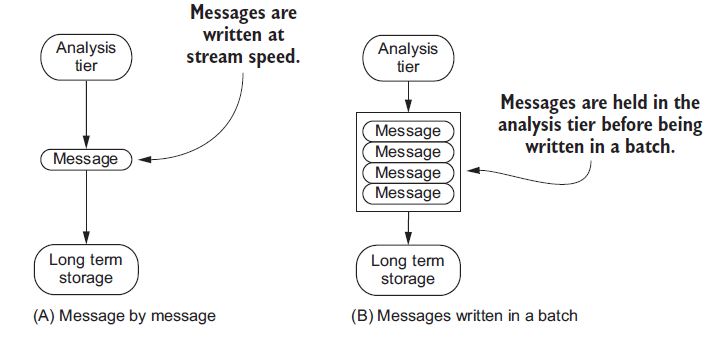 Messages are
written at
stream speed.
Analysis
tier
Message
Long term
storage
(A) Message by message
Analysis
tier
Messages are held in the
analysis tier before being
written in a batch.
Message
Message
Message
Message
Long term
storage
(B) Messages written in a batch